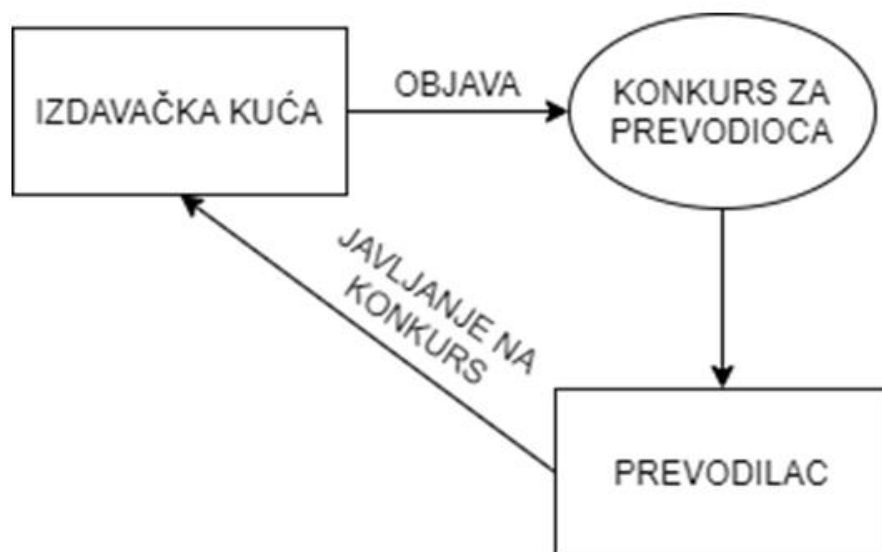 IZDAVAČKA KUĆA
OBJAVA
KONKURS ZA
PREVODIOCA
JAVLJANJE NA
KONKURS
PREVODILAC